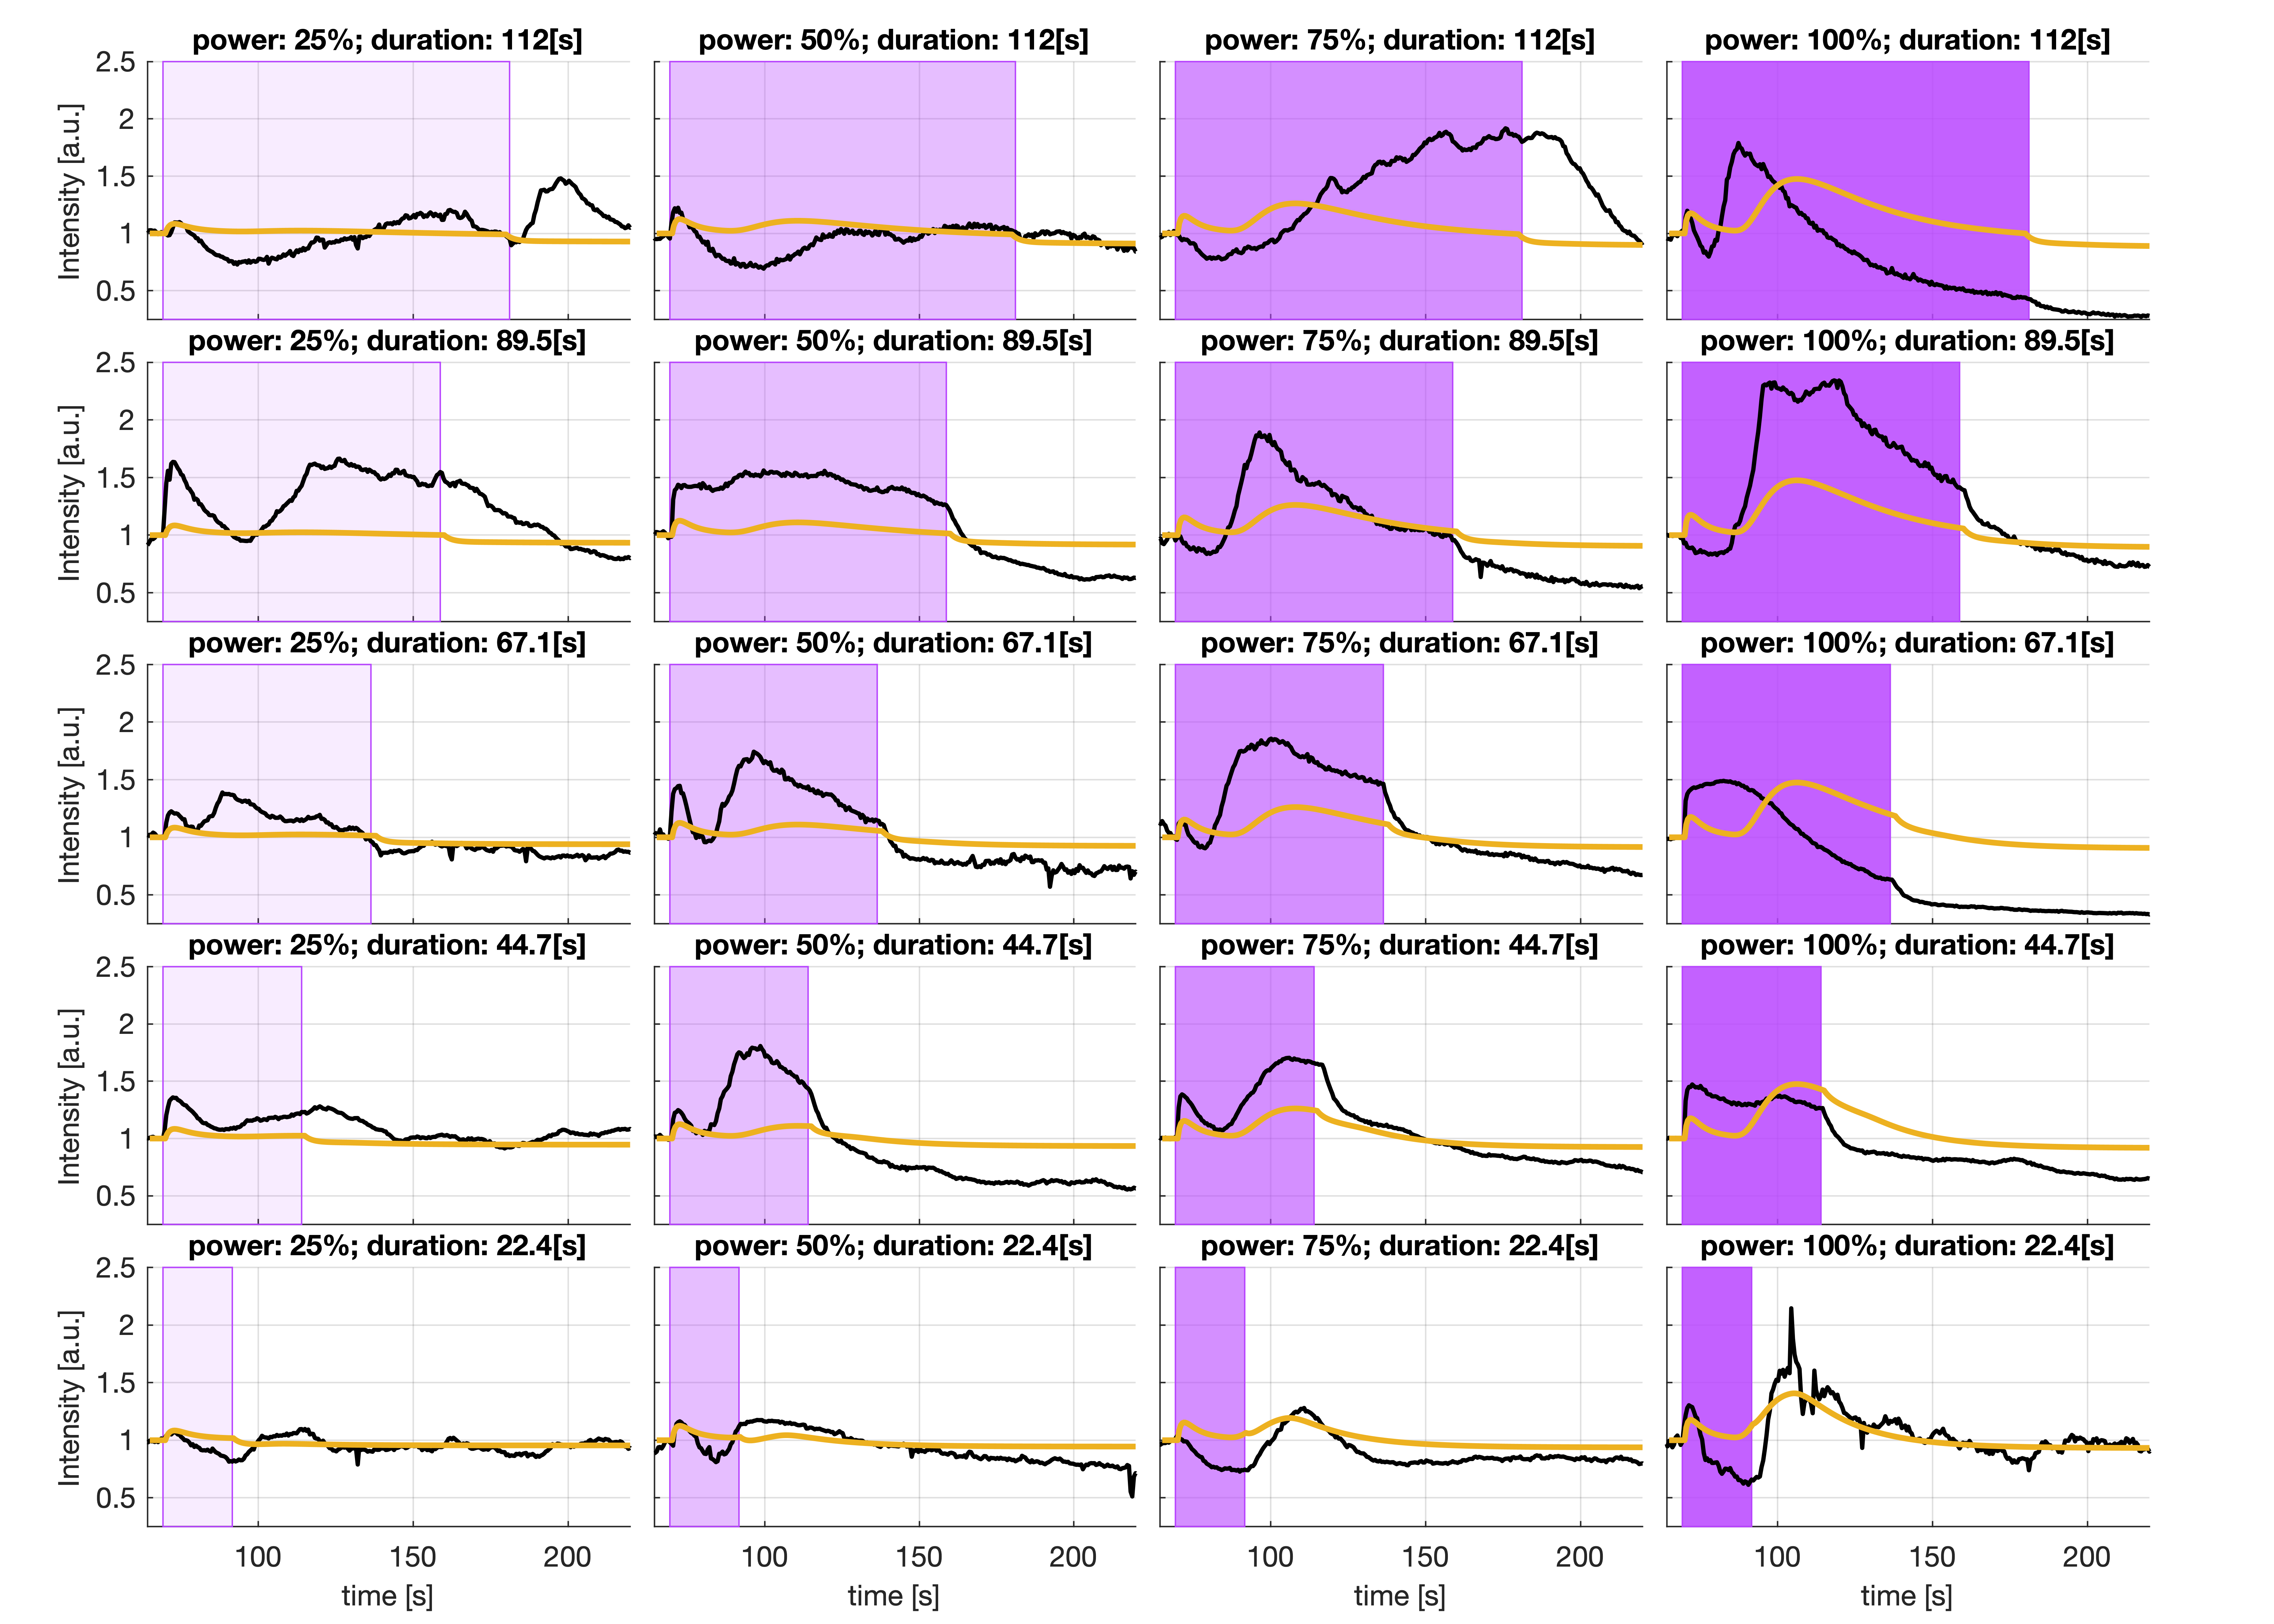 power: 25%; duration: 112[s] power: 50%; duration: 112[s] power: 75%; duration: 112[s] power: 100%; duration: 112[s]
2.5
2
1.5
1
0.5
Intensity [a.u.]
power: 25%; duration: 89.5[s] power: 50%; duration: 89.5[s] power: 75%; duration: 89.5[s] power: 100%; duration: 89.5[s]
2.5
2
1.5
1
0.5
Intensity [a.u.]
power: 25%; duration: 67.1[s] power: 50%; duration: 67.1[s] power: 75%; duration: 67.1[s] power: 100%; duration: 67.1[s]
2.5
2
1.5
1
0.5
Intensity [a.u.]
power: 25%; duration: 44.7[s] power: 50%; duration: 44.7[s] power: 75%; duration: 44.7[s] power: 100%; duration: 44.7[s]
2.5
2
1.5
1
0.5
Intensity [a.u.]
power: 25%; duration: 22.4[s] power: 50%; duration: 22.4[s] power: 75%; duration: 22.4[s] power: 100%; duration: 22.4[s]
2.5
2
1.5
1
0.5
Intensity [a.u.]
100 150 200 100 150 200 100 150 200 100 150 200
time [s] time [s] time [s] time [s]